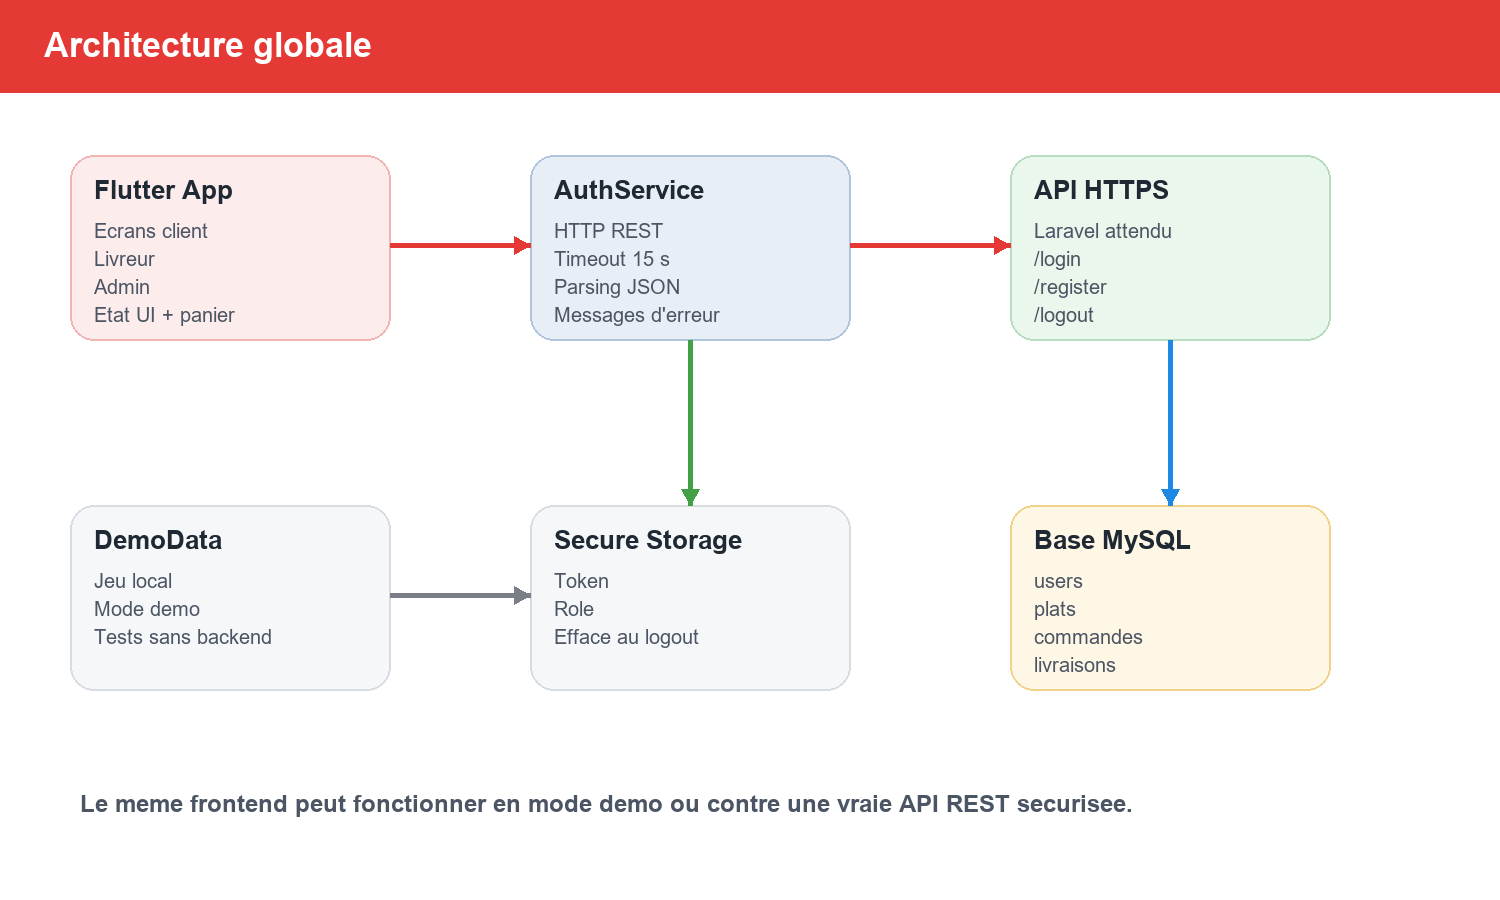 Architecture globale
Flutter App
Ecrans client
Livreur
Admin
Etat UI + panier
AuthService
HTTP REST
Timeout 15 s
Parsing JSON
Messages d'erreur
API HTTPS
Laravel attendu
/login
/register
/logout
DemoData
Jeu local
Mode demo
Tests sans backend
Secure Storage
Token
Role
Efface au logout
Base MySQL
users
plats
commandes
livraisons
Le meme frontend peut fonctionner en mode demo ou contre une vraie API REST securisee.